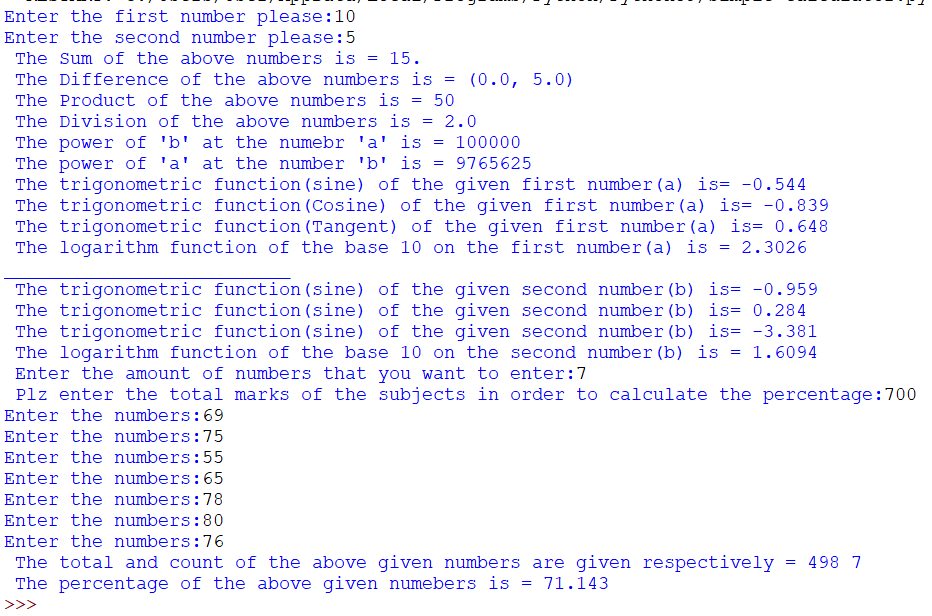 Enter the first number please:10
Enter the second number please:5
The Sum of the above numbers is = 15.
The Difference of the above numbers is = (0.0, 5.0)
The Product of the above numbers is = 50
The Division of the above numbers is = 2.0
The power of 'b' at the numebr 'a' is = 100000
The power of 'a' at the number 'b' is = 9765625
The trigonometric function(sine) of the given first number(a) is= -0.544
The trigonometric function(Cosine) of the given first number(a) is= -0.839
The trigonometric function(Tangent) of the given first number(a) is= 0.648
The logarithm function of the base 10 on the first number(a) is = 2.3026
__________________________
The trigonometric function(sine) of the given second number(b) is= -0.959
The trigonometric function(sine) of the given second number(b) is= 0.284
The trigonometric function(sine) of the given second number(b) is= -3.381
The logarithm function of the base 10 on the second number(b) is = 1.6094
Enter the amount of numbers that you want to enter:7
Plz enter the total marks of the subjects in order to calculate the percentage:700
Enter the numbers:69
Enter the numbers:75
Enter the numbers:55
Enter the numbers:65
Enter the numbers:78
Enter the numbers:80
Enter the numbers:76
The total and count of the above given numbers are given respectively = 498 7
The percentage of the above given numebers is = 71.143
>>>